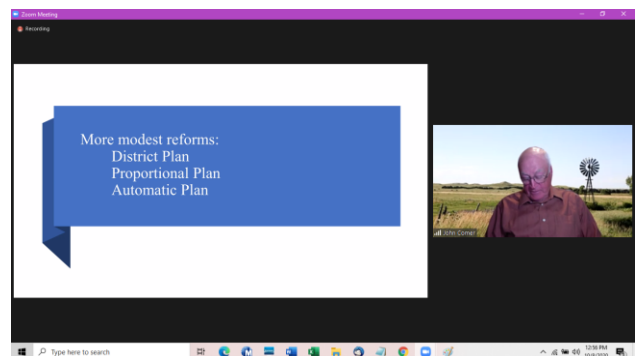 Zoom Meeting
Recording
More modest reforms:
District Plan
Proportional Plan
Automatic Plan
John Comer
Type here to search
12:56 PM